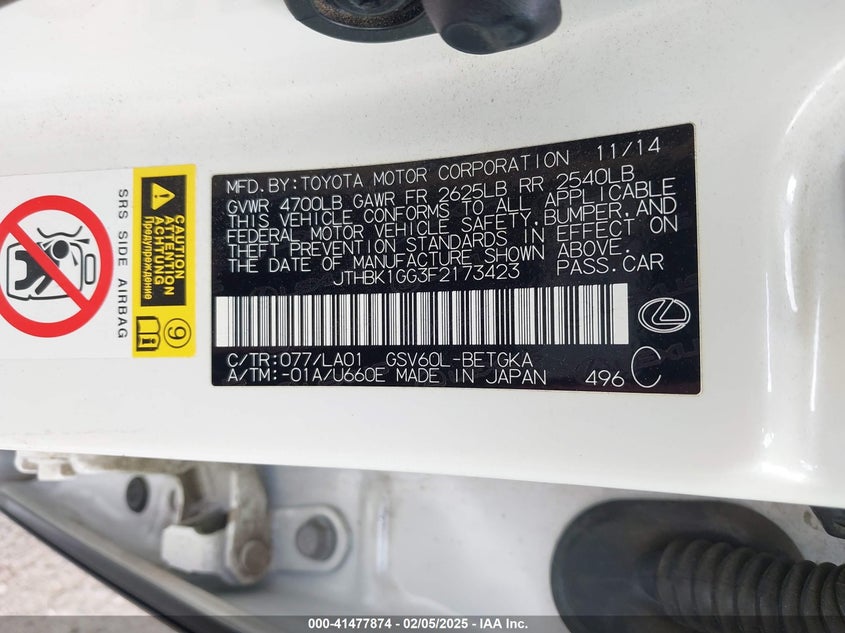 MFD.BY:TOYOTA MOTOR CORPORATION 11/14
GVWR 4700LB GAWR FR 2625LB RR 2540LB
THIS VEHICLE CONFORMS TO ALL APPLICABLE
FEDERAL MOTOR VEHICLE SAFETY,BUMPER,AND
THEFT PREVENTION STANDARDS IN EFFECT ON
THE DATE OF MANUFACTURE SHOWN ABOVE.
JTHBK1GG3F2173423 PASS.CAR
C/TR:077/LA01 GSV60L-BETGKA
A/TM:-01A/U660E MADE IN JAPAN 496 C
SRS SIDE AIRBAG
CAUTION
ATTENTION
ACHTUNG
Предупреждение
9
000-41477874 / 02/05/2025 - IAA Inc.